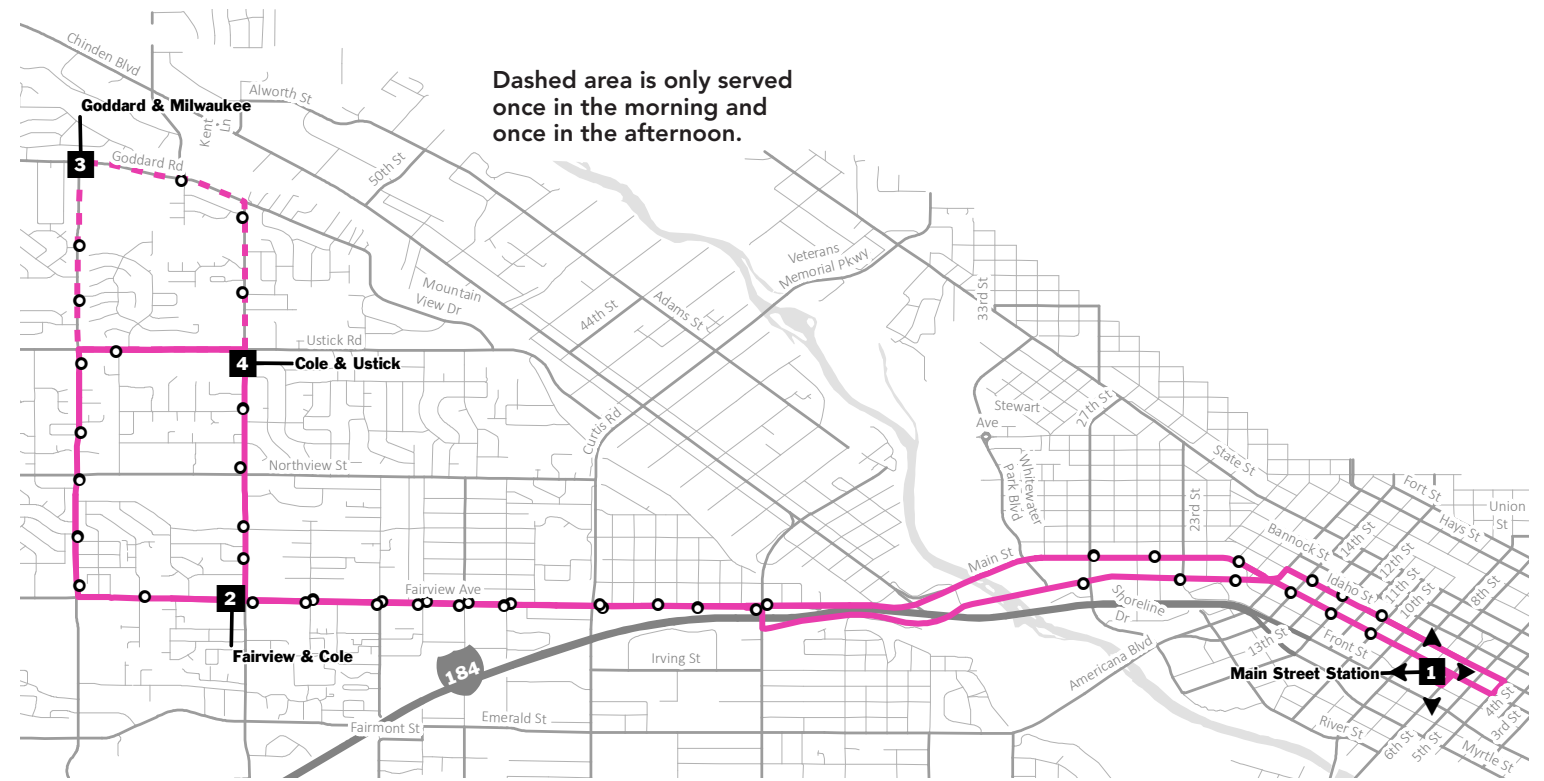 Chinden Blvd
Alworth St
Dashed area is only served
once in the morning and
once in the afternoon.
Goddard & Milwaukee
Kent
Ln
3
Goddard Rd
50th St
Veterans
Memorial Pkwy
Mountain
View Dr
44th St
Adams St
33rd St
Ustick Rd
4
Cole & Ustick
Stewart
Ave
27th St
Curtis Rd
State St
Northview St
Whitewater
Park Blvd
23rd St
Fort St
Union
St
Hays St
Bannock St
14th St
12th St
11th St
10th St
8th St
Idaho St
Main St
Fairview Ave
2
Shoreline
Dr
Fairview & Cole
Irving St
184
Americana Blvd
13th St
Front St
Main Street Station
1
4th St
3rd St
Emerald St
Fairmont St
River St
6th St
5th St
Myrtle St